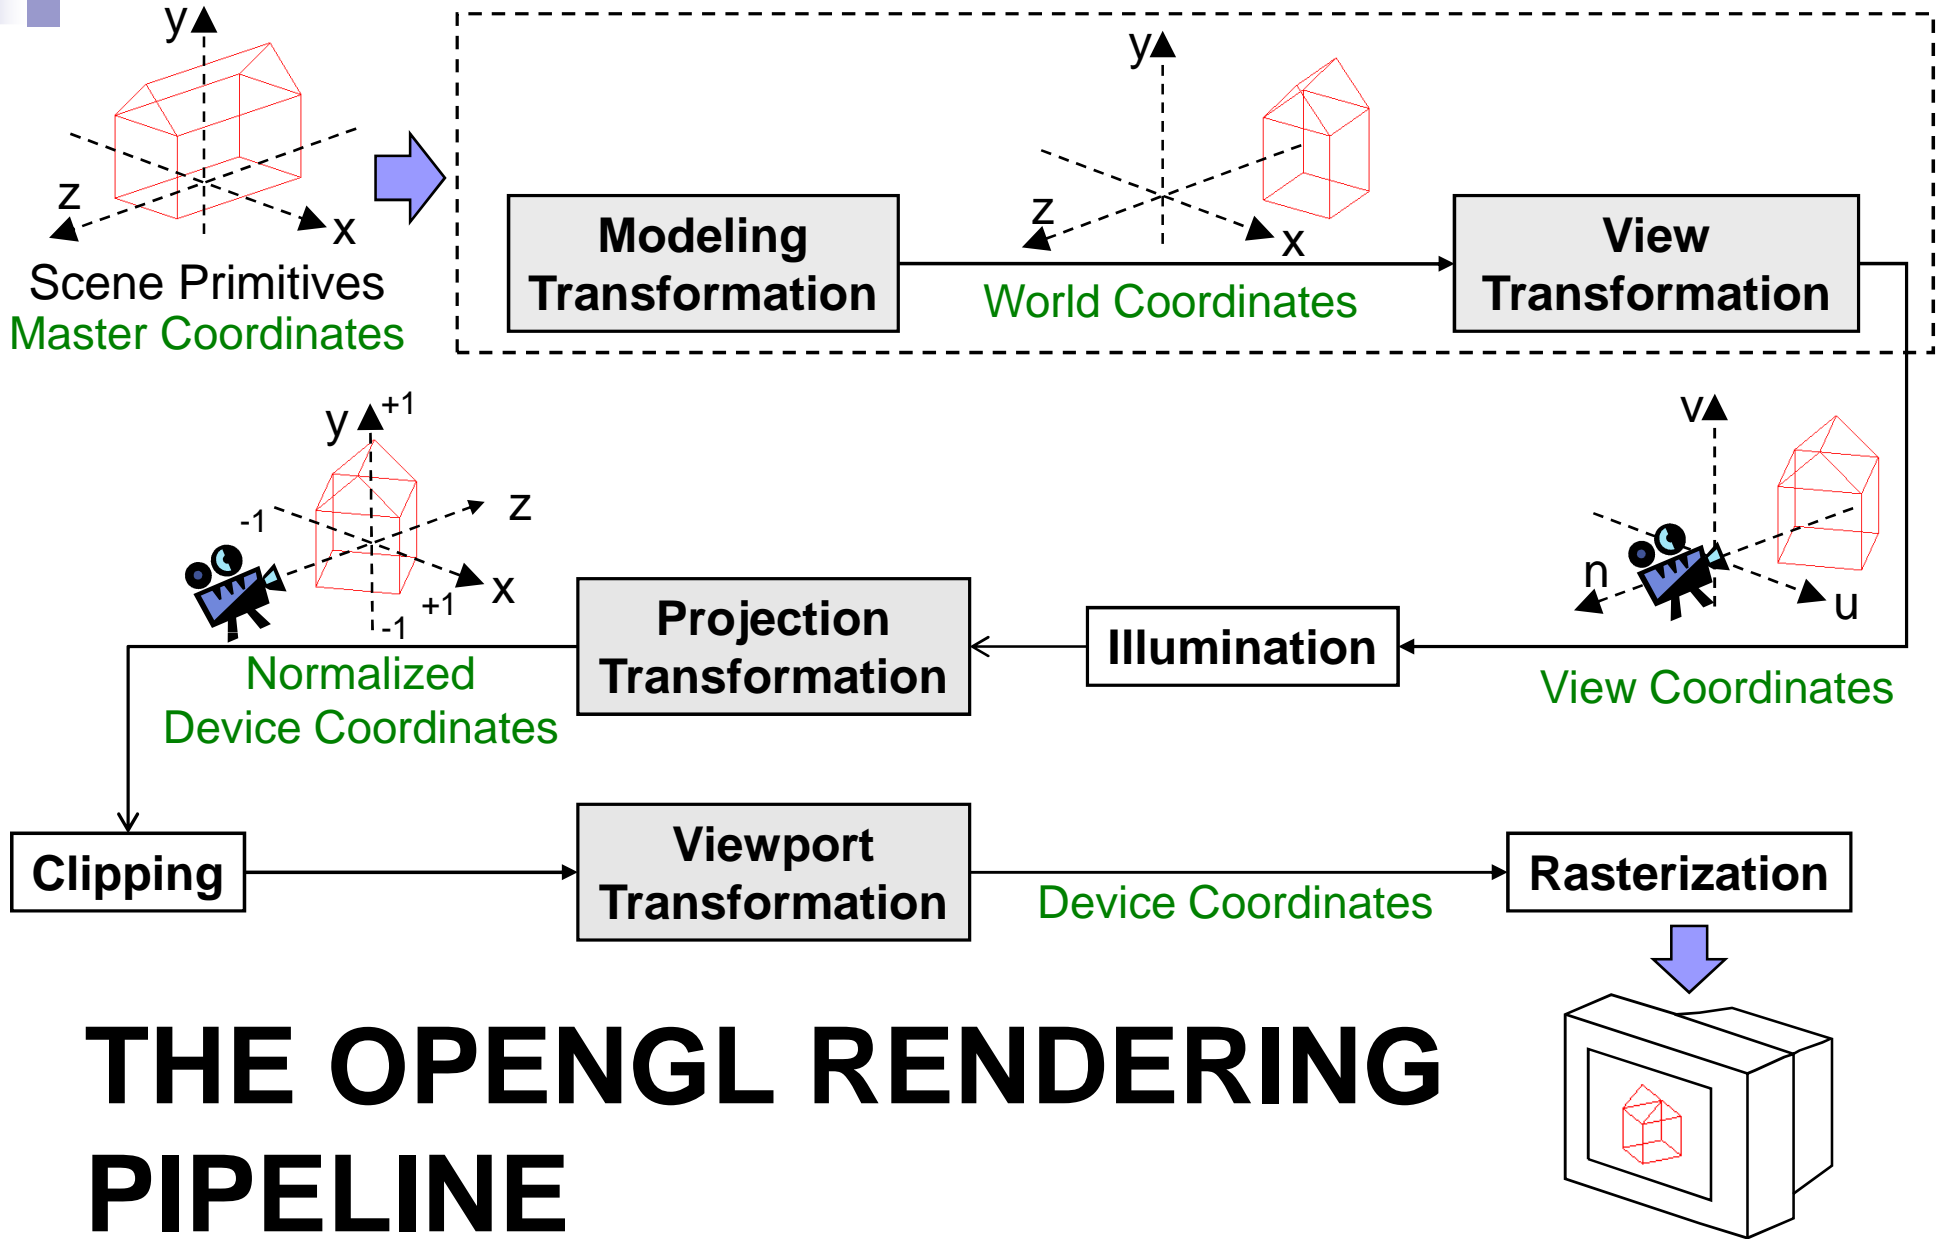 y
z
x
Scene Primitives
Master Coordinates
Modeling
Transformation
y
z
x
World Coordinates
View
Transformation
v
n
u
View Coordinates
Illumination
Projection
Transformation
y
+1
-1
z
x
+1
-1
Normalized
Device Coordinates
Clipping
Viewport
Transformation
Device Coordinates
Rasterization
THE OPENGL RENDERING
PIPELINE